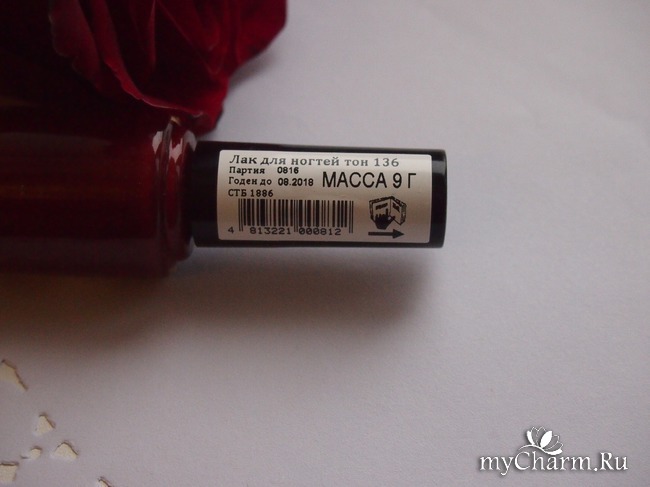 Лак для ногтей тон 136
Партия 0816
Годен до 08.2018 МАССА 9 Г
СТБ 1886
4 813221 000812
myCharm.Ru